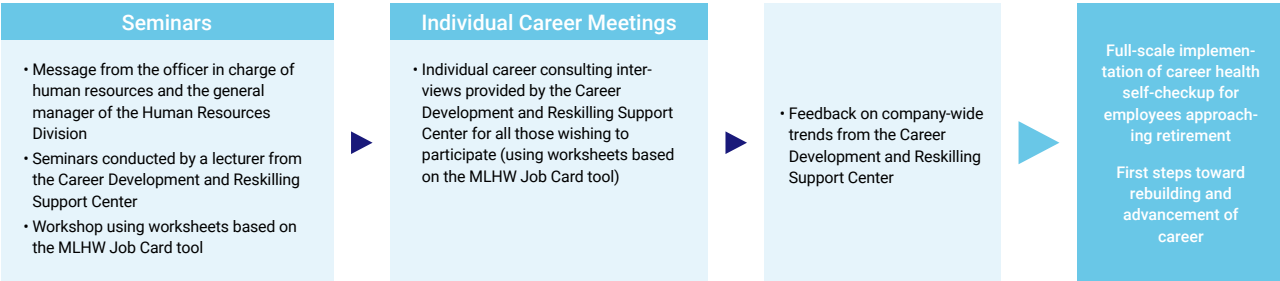 Seminars
• Message from the officer in charge of
human resources and the general
manager of the Human Resources
Division
• Seminars conducted by a lecturer from
the Career Development and Reskilling
Support Center
• Workshop using worksheets based on
the MLHW Job Card tool
Individual Career Meetings
• Individual career consulting inter-
views provided by the Career
Development and Reskilling Support
Center for all those wishing to
participate (using worksheets based
on the MLHW Job Card tool)
• Feedback on company-wide
trends from the Career
Development and Reskilling
Support Center
Full-scale implemen-
tation of career health
self-checkup for
employees approach-
ing retirement
First steps toward
rebuilding and
advancement of
career